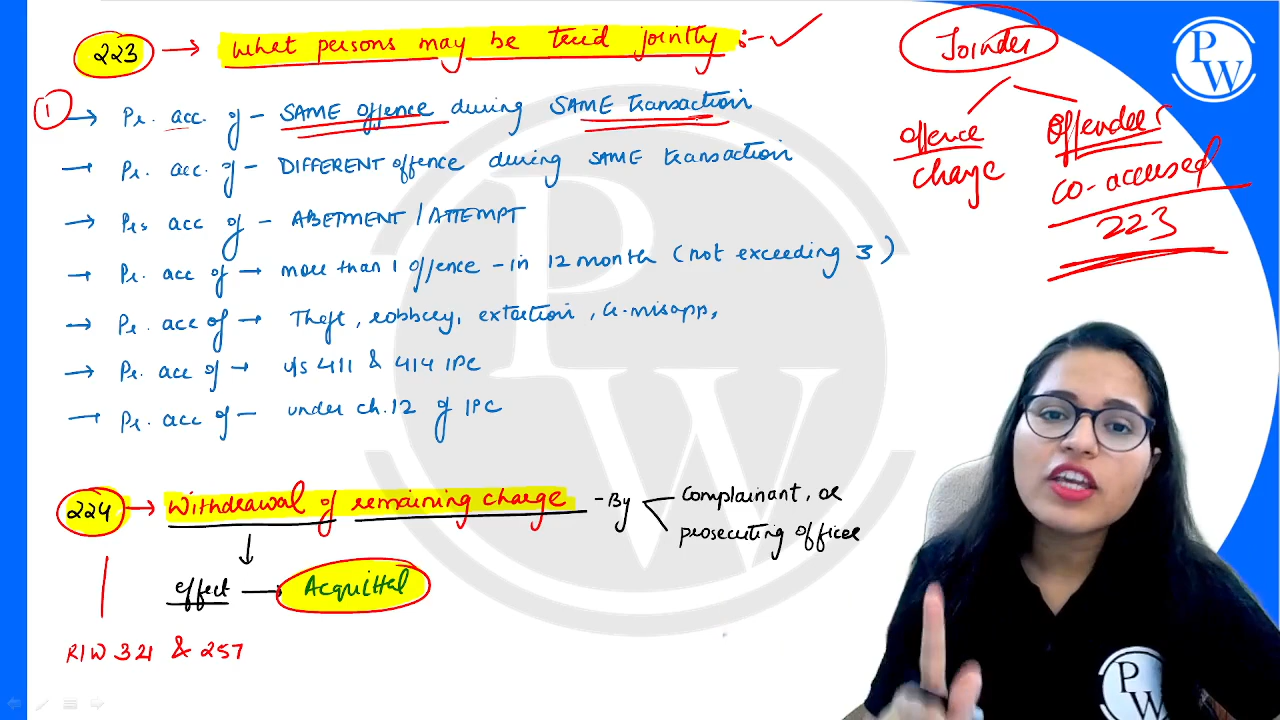 223 → What persons may be tried jointly :- ✓
① → Pr. acc. of - SAME offence during SAME transaction
→ Pr. acc. of - DIFFERENT offence during SAME transaction
→ Prs acc of - ABETMENT / ATTEMPT
→ Pr. acc of → more than 1 offence - in 12 month (not exceeding 3)
→ Pr. acc of → Theft, robbery, extortion, Cr. misapp,
→ Pr. acc of → u/s 411 & 414 IPC
→ Pr. acc of - under ch. 12 of IPC
224 → Withdrawal of remaining charge - By
Complainant, or
prosecuting officer
effect → Acquittal
R/W 321 & 257
Joinder
offence
charge
Offenders
co-accused
223
PW
PW
PW